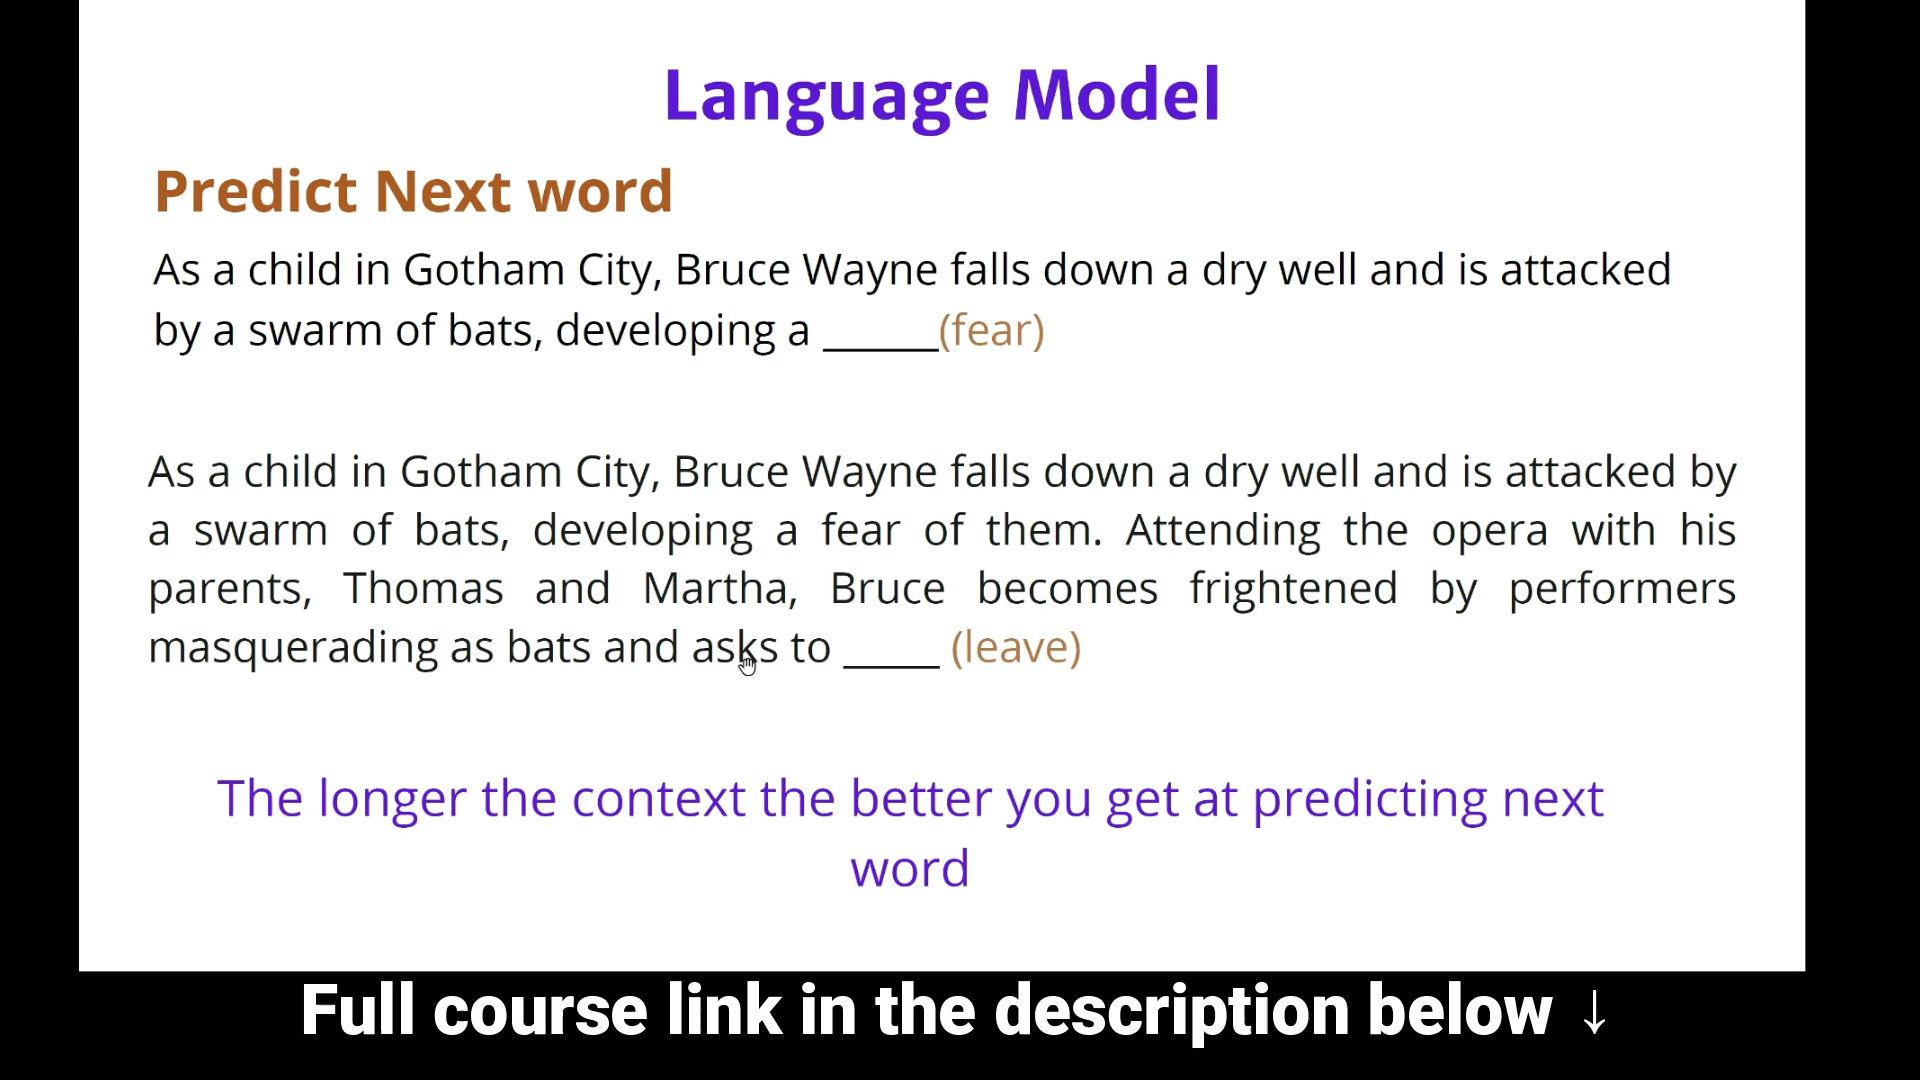 Language Model
Predict Next word
As a child in Gotham City, Bruce Wayne falls down a dry well and is attacked
by a swarm of bats, developing a ______(fear)
As a child in Gotham City, Bruce Wayne falls down a dry well and is attacked by
a swarm of bats, developing a fear of them. Attending the opera with his
parents, Thomas and Martha, Bruce becomes frightened by performers
masquerading as bats and asks to _____ (leave)
The longer the context the better you get at predicting next
word
Full course link in the description below ↓